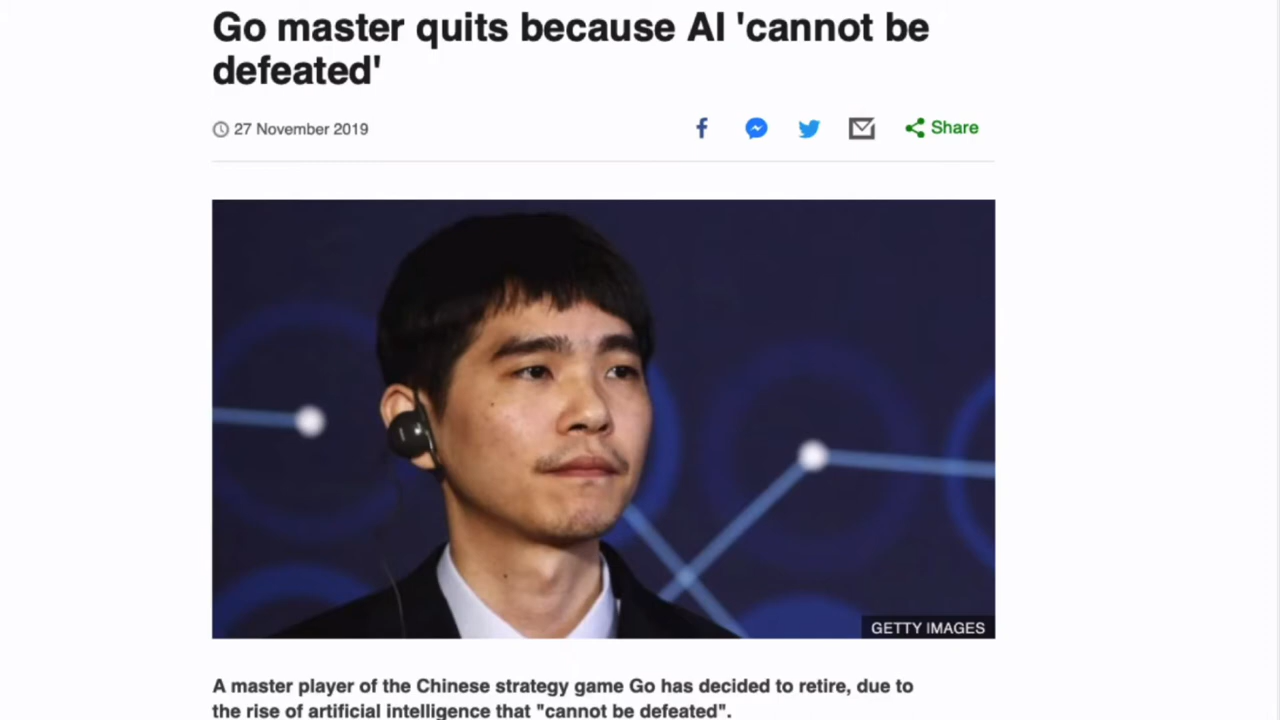 Go master quits because AI 'cannot be
defeated'
27 November 2019
Share
GETTY IMAGES
A master player of the Chinese strategy game Go has decided to retire, due to
the rise of artificial intelligence that "cannot be defeated".